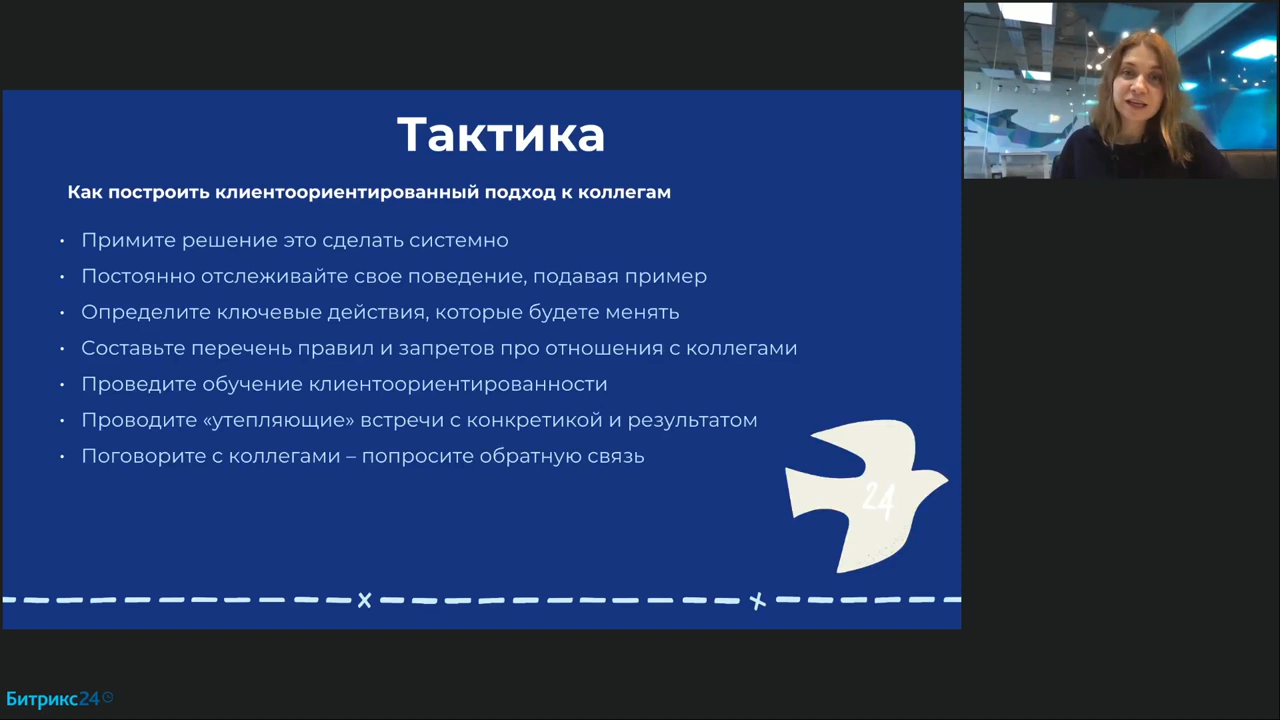 Тактика
Как построить клиентоориентированный подход к коллегам
• Примите решение это сделать системно
• Постоянно отслеживайте свое поведение, подавая пример
• Определите ключевые действия, которые будете менять
• Составьте перечень правил и запретов про отношения с коллегами
• Проведите обучение клиентоориентированности
• Проводите «утепляющие» встречи с конкретикой и результатом
• Поговорите с коллегами – попросите обратную связь
24
Битрикс24